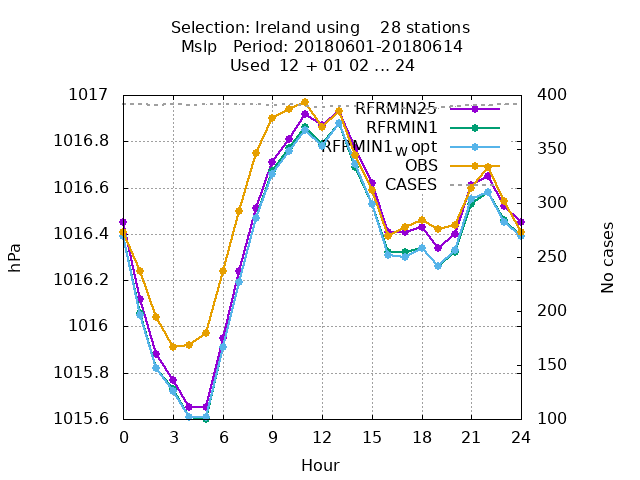 Selection: Ireland using 28 stations
Mslp Period: 20180601-20180614
Used 12 + 01 02 ... 24
1017
1016.8
1016.6
1016.4
1016.2
1016
1015.8
1015.6
hPa
400
350
300
250
200
150
100
No cases
RFRMIN25
RFRMIN1
RFRMIN1w opt
OBS
CASES
0 3 6 9 12 15 18 21 24
Hour